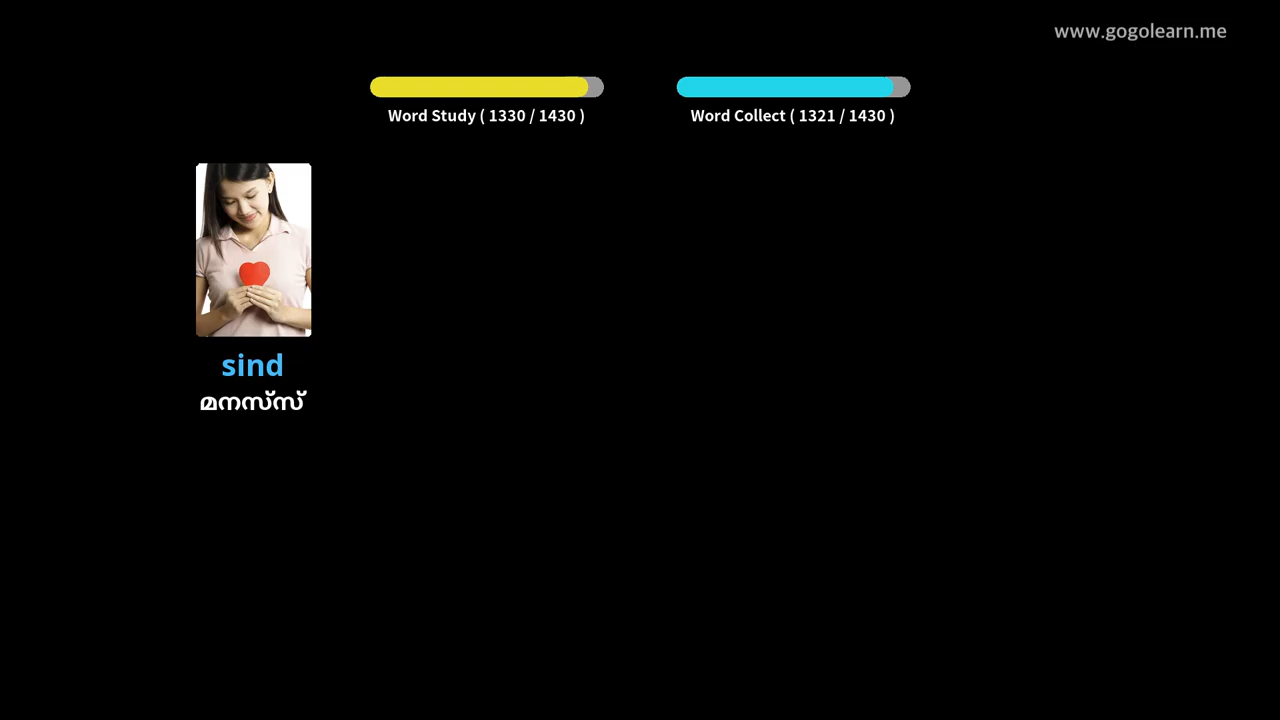 www.gogolearn.me
Word Study ( 1330 / 1430 )
Word Collect ( 1321 / 1430 )
sind
മനസ്സ്